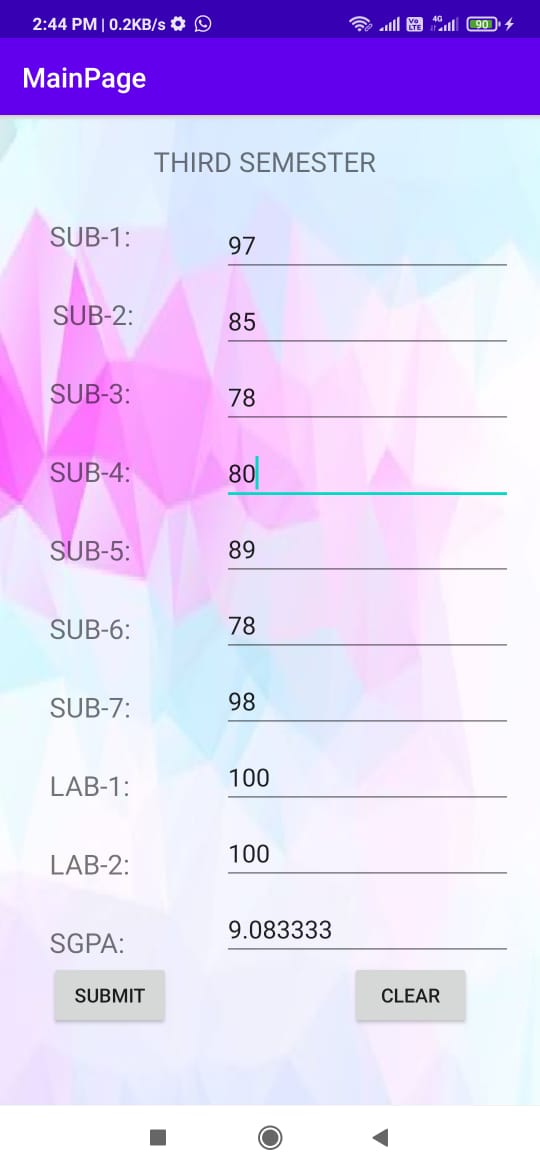 2:44 PM | 0.2KB/s
Vo LTE 4G 90
MainPage
THIRD SEMESTER
SUB-1: 97
SUB-2: 85
SUB-3: 78
SUB-4: 80
SUB-5: 89
SUB-6: 78
SUB-7: 98
LAB-1: 100
LAB-2: 100
SGPA: 9.083333
SUBMIT CLEAR